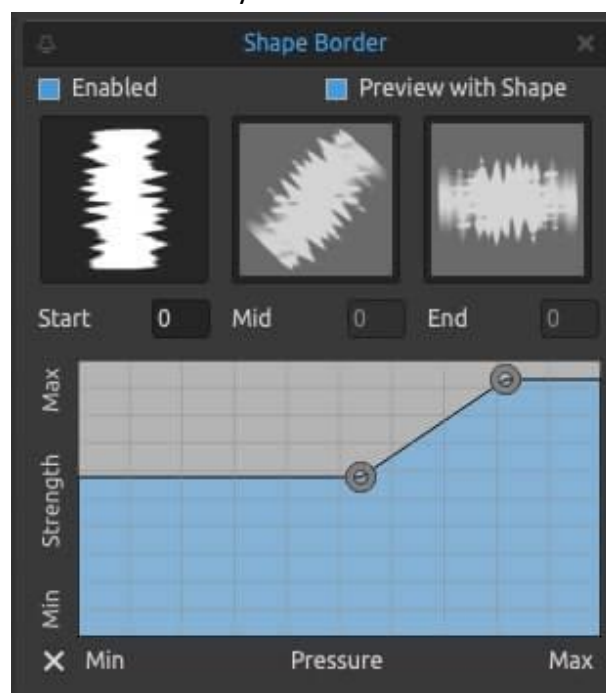 Shape Border
Enabled
Preview with Shape
Start 0 Mid 0 End 0
Max
Strength
Min
Min Pressure Max